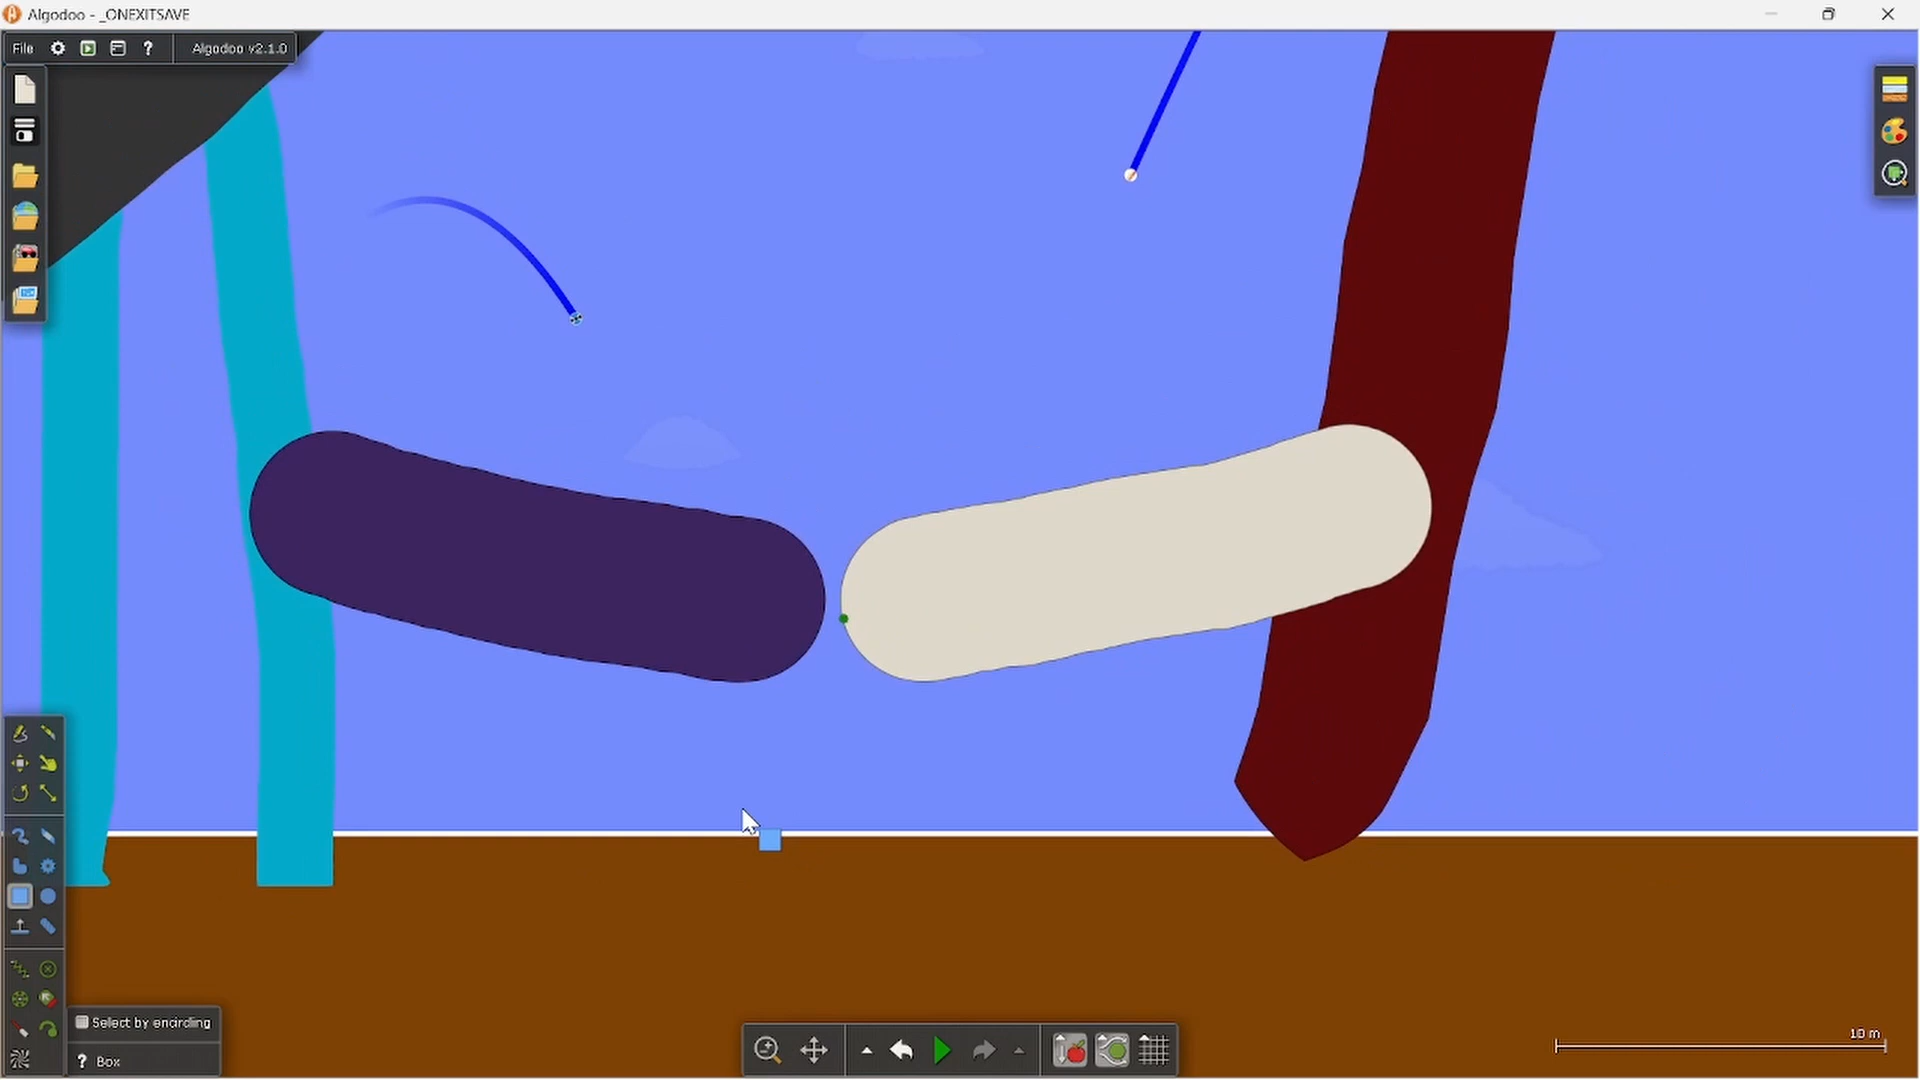 Algodoo - _ONEXITSAVE
File ? Algodoo v2.1.0
Select by encircling
? Box
10 m